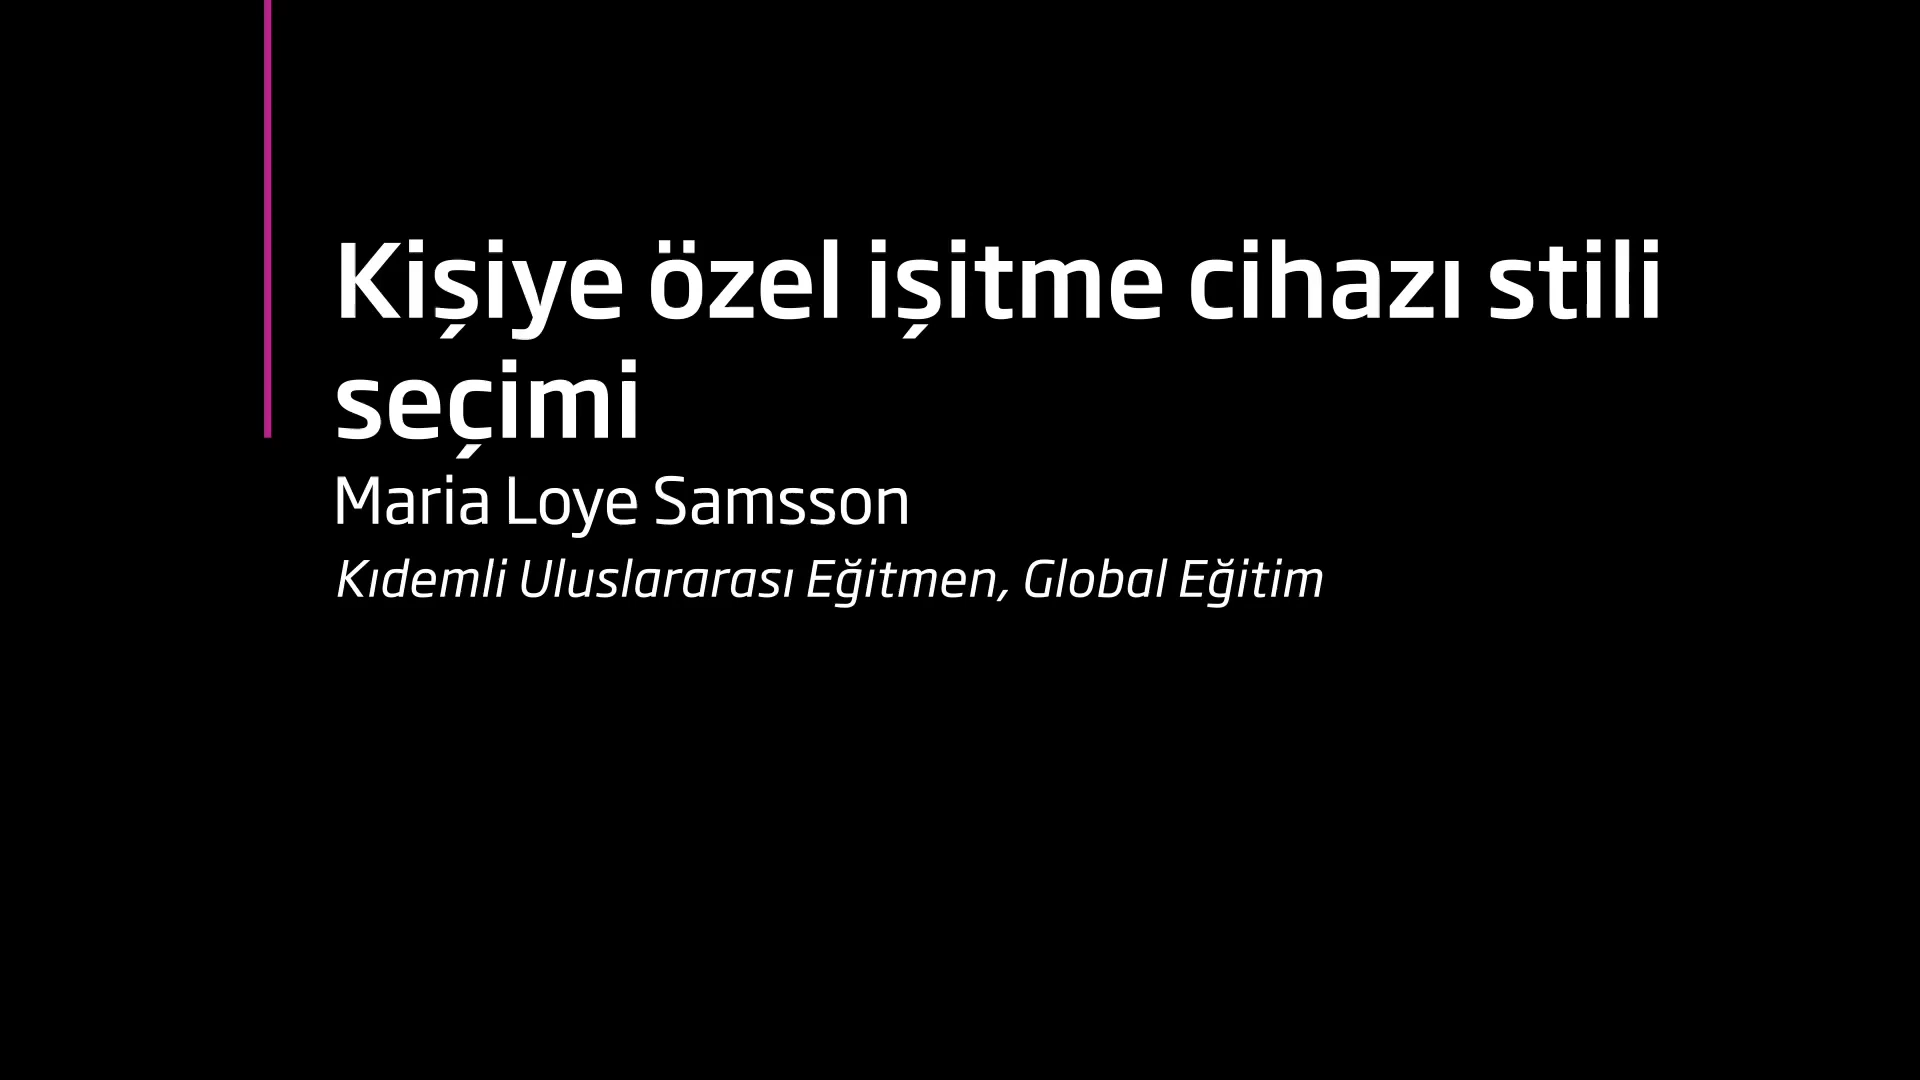 Kişiye özel işitme cihazı stili
seçimi
Maria Loye Samsson
Kıdemli Uluslararası Eğitmen, Global Eğitim